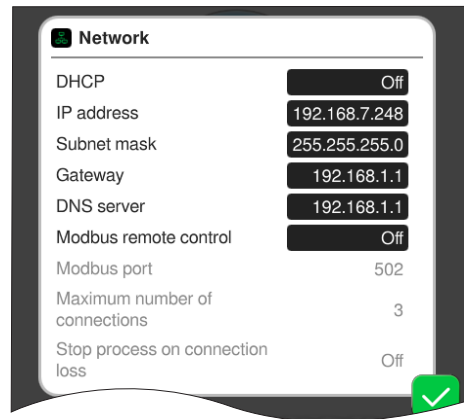 Network
DHCP Off
IP address 192.168.7.248
Subnet mask 255.255.255.0
Gateway 192.168.1.1
DNS server 192.168.1.1
Modbus remote control Off
Modbus port 502
Maximum number of
connections 3
Stop process on connection
loss Off